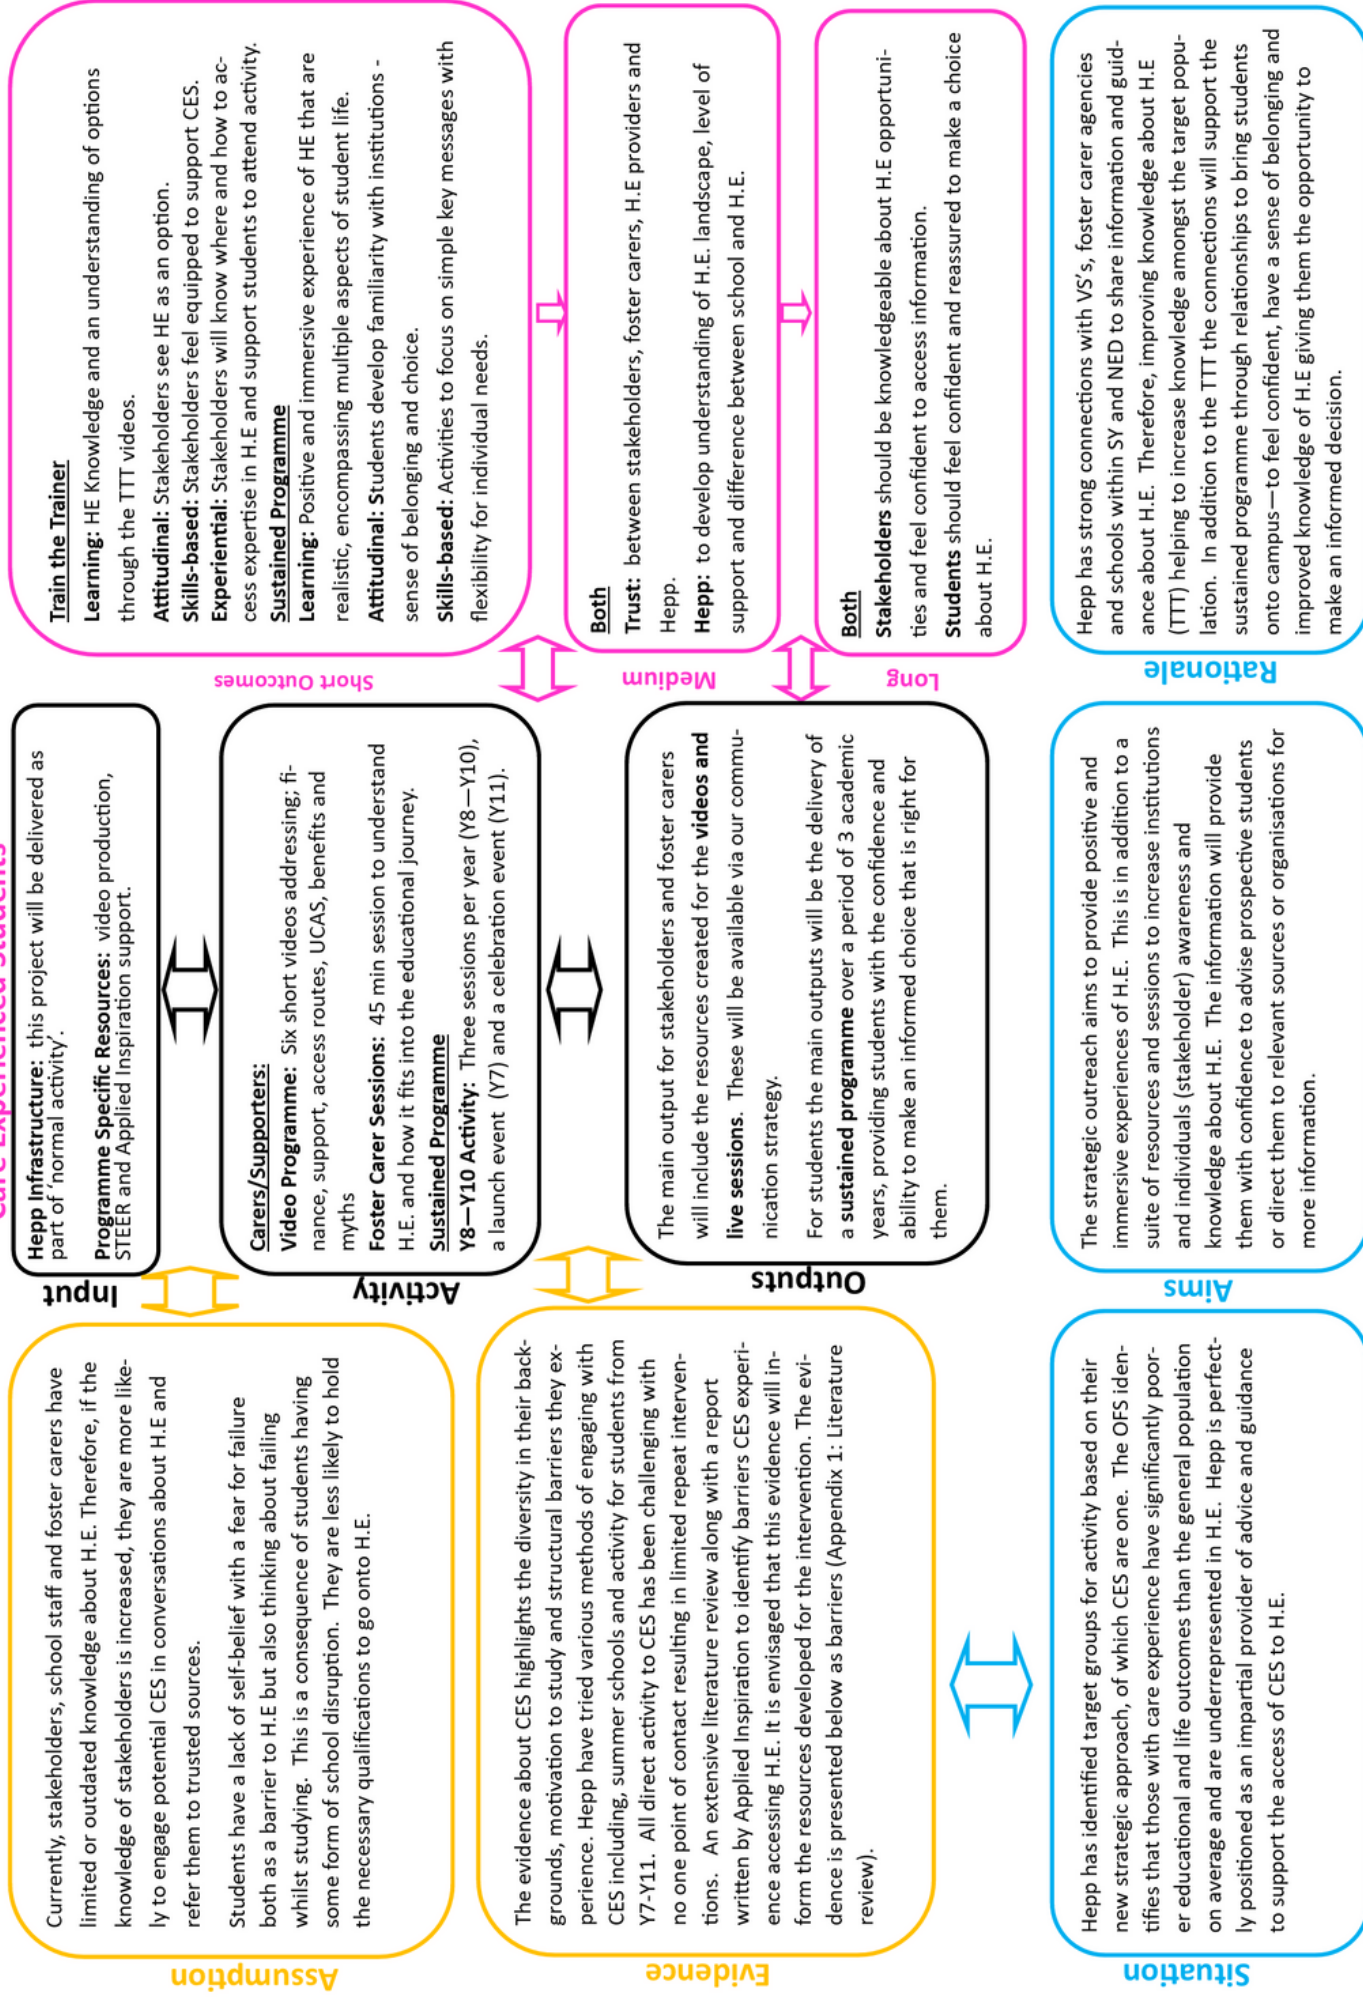 Care Experienced Students
Assumption
Currently, stakeholders, school staff and foster carers have
limited or outdated knowledge about H.E. Therefore, if the
knowledge of stakeholders is increased, they are more like-
ly to engage potential CES in conversations about H.E and
refer them to trusted sources.
Students have a lack of self-belief with a fear for failure
both as a barrier to H.E but also thinking about failing
whilst studying.  This is a consequence of students having
some form of school disruption.  They are less likely to hold
the necessary qualifications to go onto H.E.
Evidence
The evidence about CES highlights the diversity in their back-
grounds, motivation to study and structural barriers they ex-
perience. Hepp have tried various methods of engaging with
CES including, summer schools and activity for students from
Y7-Y11.  All direct activity to CES has been challenging with
no one point of contact resulting in limited repeat interven-
tions.  An extensive literature review along with a report
written by Applied Inspiration to identify barriers CES experi-
ence accessing H.E. It is envisaged that this evidence will in-
form the resources developed for the intervention. The evi-
dence is presented below as barriers (Appendix 1: Literature
review).
Situation
Hepp has identified target groups for activity based on their
new strategic approach, of which CES are one.  The OFS iden-
tifies that those with care experience have significantly poor-
er educational and life outcomes than the general population
on average and are underrepresented in H.E.  Hepp is perfect-
ly positioned as an impartial provider of advice and guidance
to support the access of CES to H.E.
Input
Hepp Infrastructure: this project will be delivered as
part of 'normal activity'.
Programme Specific Resources: video production,
STEER and Applied Inspiration support.
Activity
Carers/Supporters:
Video Programme: Six short videos addressing; fi-
nance, support, access routes, UCAS, benefits and
myths
Foster Carer Sessions: 45 min session to understand
H.E. and how it fits into the educational journey.
Sustained Programme
Y8—Y10 Activity: Three sessions per year (Y8—Y10),
a launch event (Y7) and a celebration event (Y11).
Outputs
The main output for stakeholders and foster carers
will include the resources created for the videos and
live sessions.  These will be available via our commu-
nication strategy.
For students the main outputs will be the delivery of
a sustained programme over a period of 3 academic
years, providing students with the confidence and
ability to make an informed choice that is right for
them.
Aims
The strategic outreach aims to provide positive and
immersive experiences of H.E.  This is in addition to a
suite of resources and sessions to increase institutions
and individuals (stakeholder) awareness and
knowledge about H.E.  The information will provide
them with confidence to advise prospective students
or direct them to relevant sources or organisations for
more information.
Short Outcomes
Train the Trainer
Learning: HE Knowledge and an understanding of options
through the TTT videos.
Attitudinal: Stakeholders see HE as an option.
Skills-based: Stakeholders feel equipped to support CES.
Experiential: Stakeholders will know where and how to ac-
cess expertise in H.E and support students to attend activity.
Sustained Programme
Learning: Positive and immersive experience of HE that are
realistic, encompassing multiple aspects of student life.
Attitudinal: Students develop familiarity with institutions -
sense of belonging and choice.
Skills-based: Activities to focus on simple key messages with
flexibility for individual needs.
Medium
Both
Trust: between stakeholders, foster carers, H.E providers and
Hepp.
Hepp: to develop understanding of H.E. landscape, level of
support and difference between school and H.E.
Long
Both
Stakeholders should be knowledgeable about H.E opportuni-
ties and feel confident to access information.
Students should feel confident and reassured to make a choice
about H.E.
Rationale
Hepp has strong connections with VS's, foster carer agencies
and schools within SY and NED to share information and guid-
ance about H.E.  Therefore, improving knowledge about H.E
(TTT) helping to increase knowledge amongst the target popu-
lation.  In addition to the TTT the connections will support the
sustained programme through relationships to bring students
onto campus—to feel confident, have a sense of belonging and
improved knowledge of H.E giving them the opportunity to
make an informed decision.